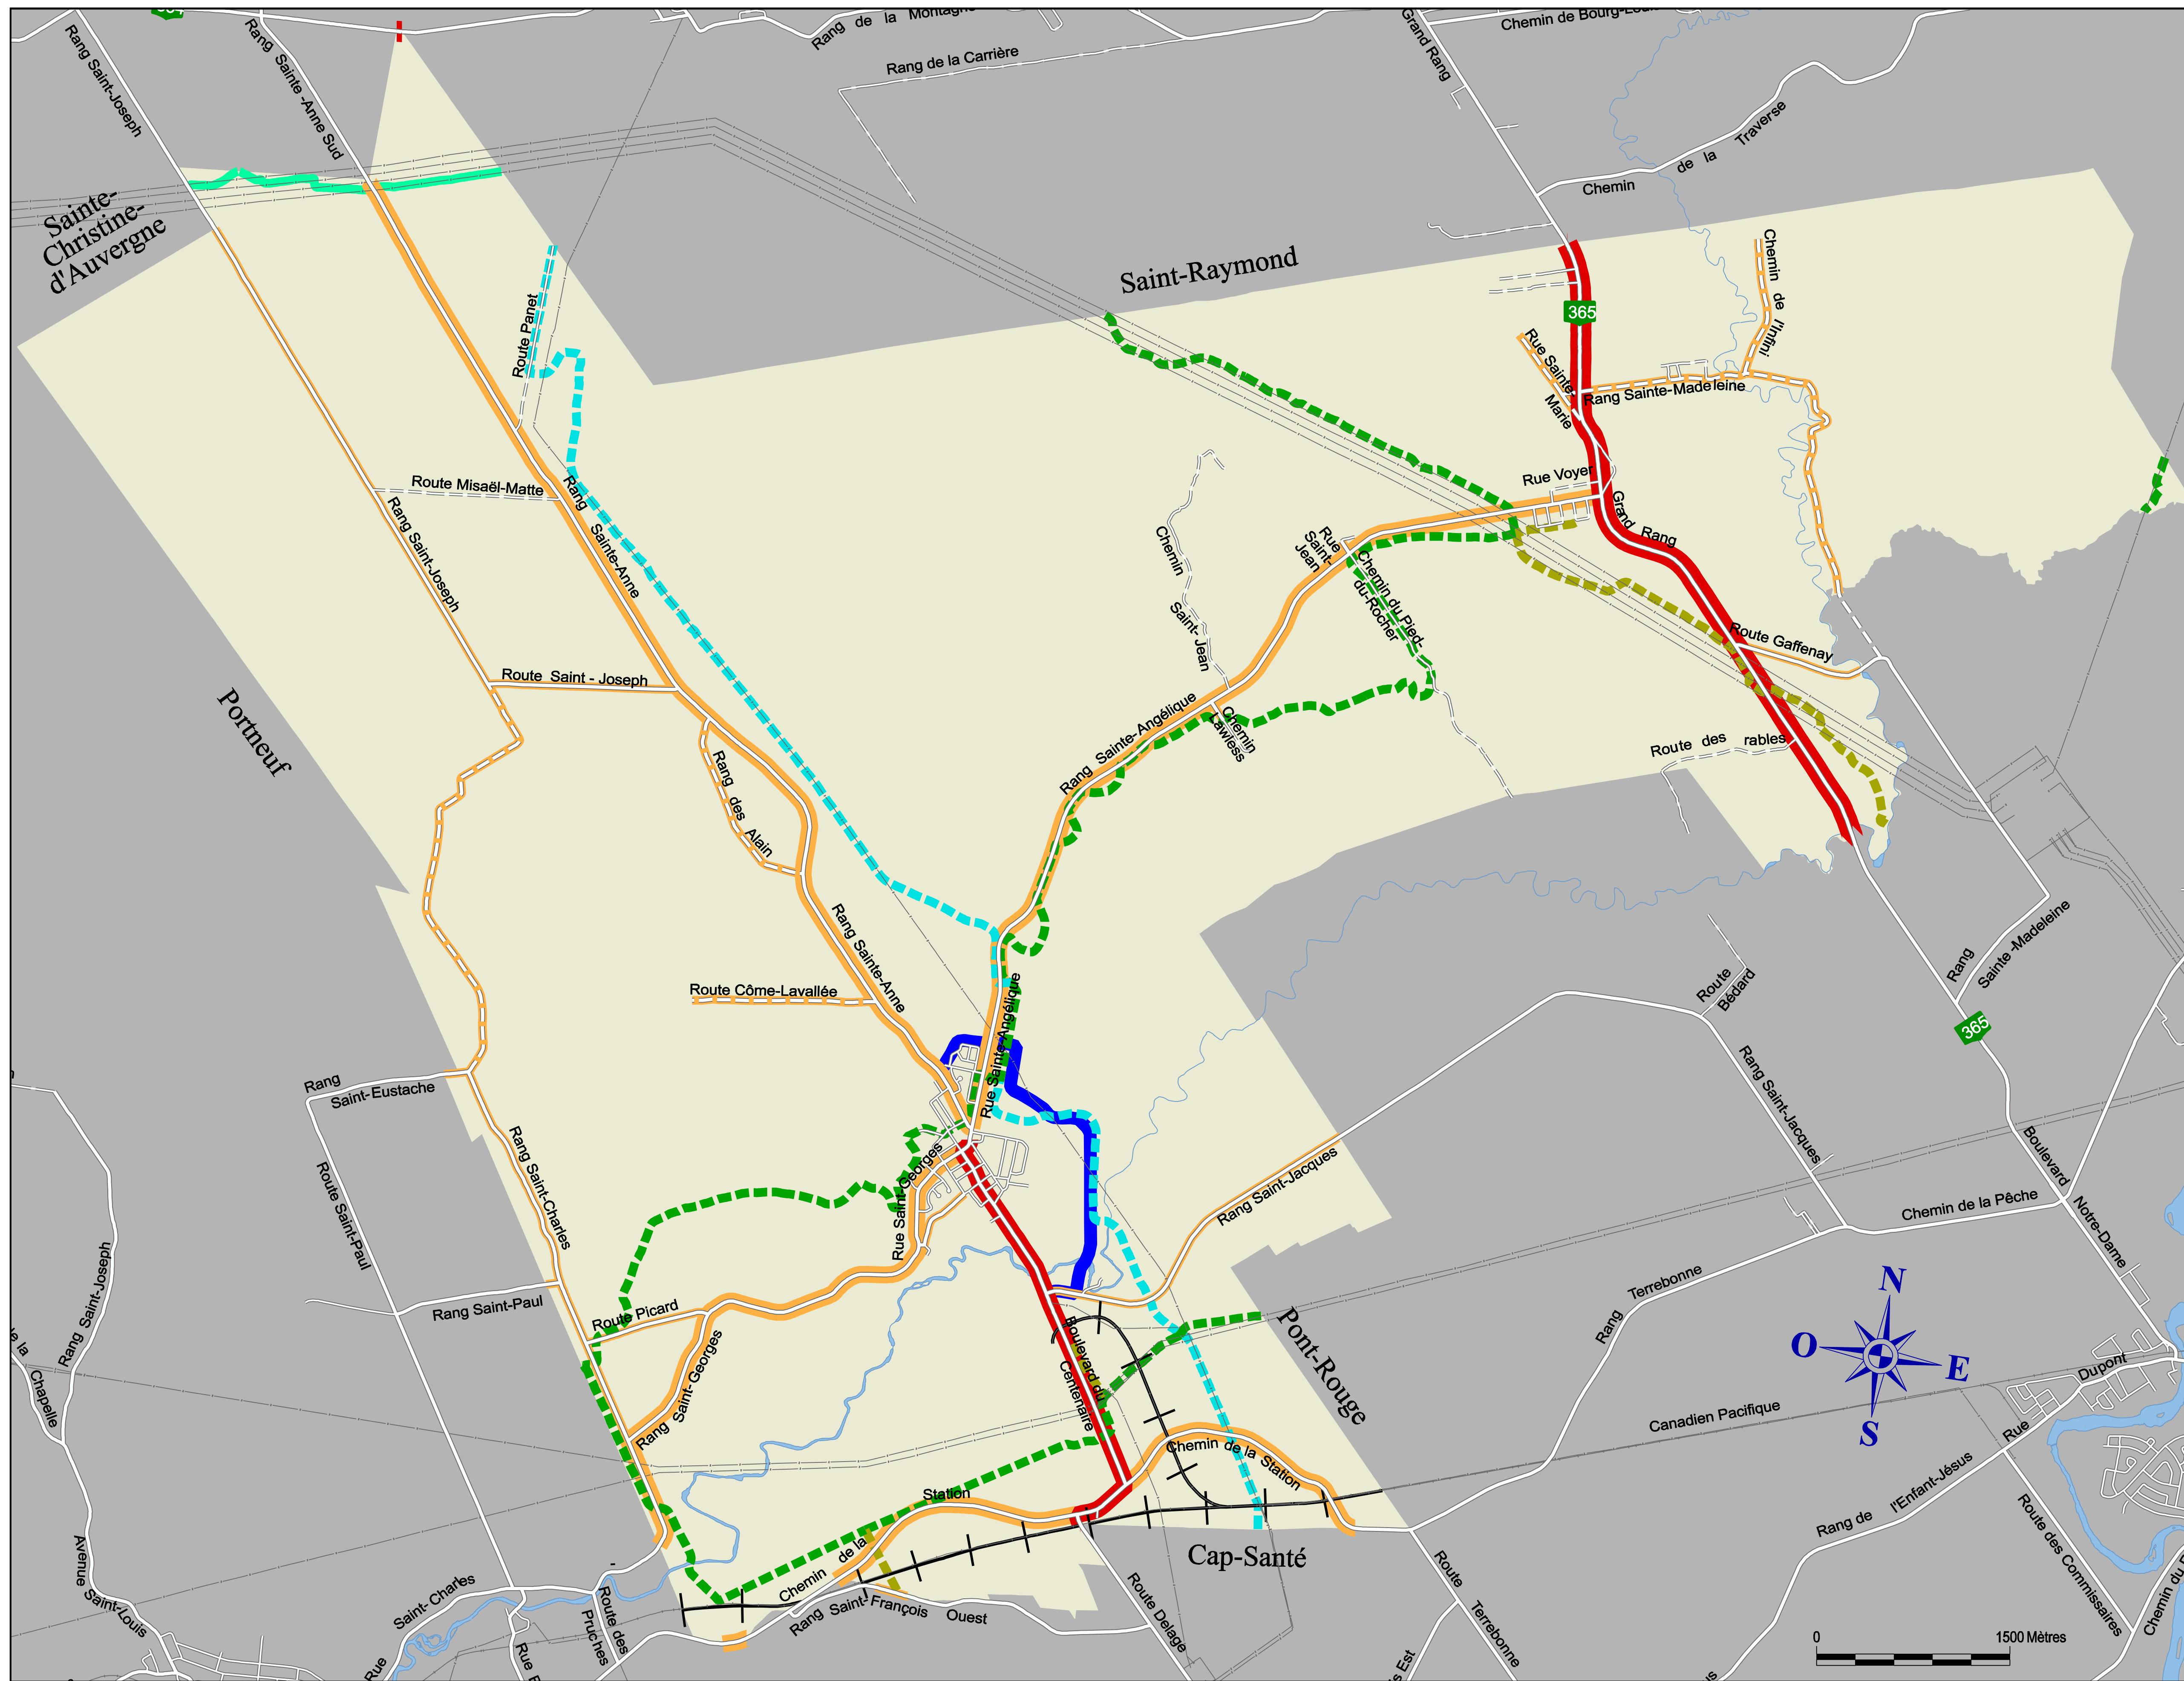 Rang de la Montagne
Chemin de Bourg-Louis
Rang Saint-Joseph
Rang Sainte-Anne Sud
Grand Rang
Rang de la Carrière
Chemin de la Traverse
Sainte-
Christine-
d'Auvergne
Saint-Raymond
Chemin de l'Infini
365
Route Panet
Rue Sainte-
Marie
Rang Sainte-Madeleine
Route Misaël-Matte
Rang Sainte-Anne
Rue Voyer
Grand Rang
Rang Saint-Joseph
Chemin Saint-Jean
Rue
Saint-
Jean
Chemin du Pied-
du-Rocher
Route Gaffenay
Route Saint-Joseph
Portneuf
Rang Sainte-Angélique
Chemin
Lawless
Route des rables
Rang des Alain
Rang Sainte-Anne
Rang
Sainte-Madeleine
Route Côme-Lavallée
Rue Sainte-Angélique
Route
Bédard
365
Rang
Saint-Eustache
Rang Saint-Jacques
Rang Saint-Charles
Route Saint-Paul
Rue Saint-Georges
Rang Saint-Jacques
Boulevard Notre-Dame
Chemin de la Pêche
Rang Saint-Joseph
Rang Saint-Paul
Route Picard
Rang Terrebonne
N
O
E
S
Pont-Rouge
Boulevard du
Centenaire
Rang Saint-Georges
le la Chapelle
Dupont
Rue
Canadien Pacifique
Chemin de la Station
Station
Chemin de la
Rang de l'Enfant-Jésus
Route des Commissaires
Cap-Santé
Avenue Saint-Louis
Rue Saint-Charles
Route des
Pruches
Rang Saint-François Ouest
Route Delage
Route Terrebonne
Chemin du
0 1500 Mètres